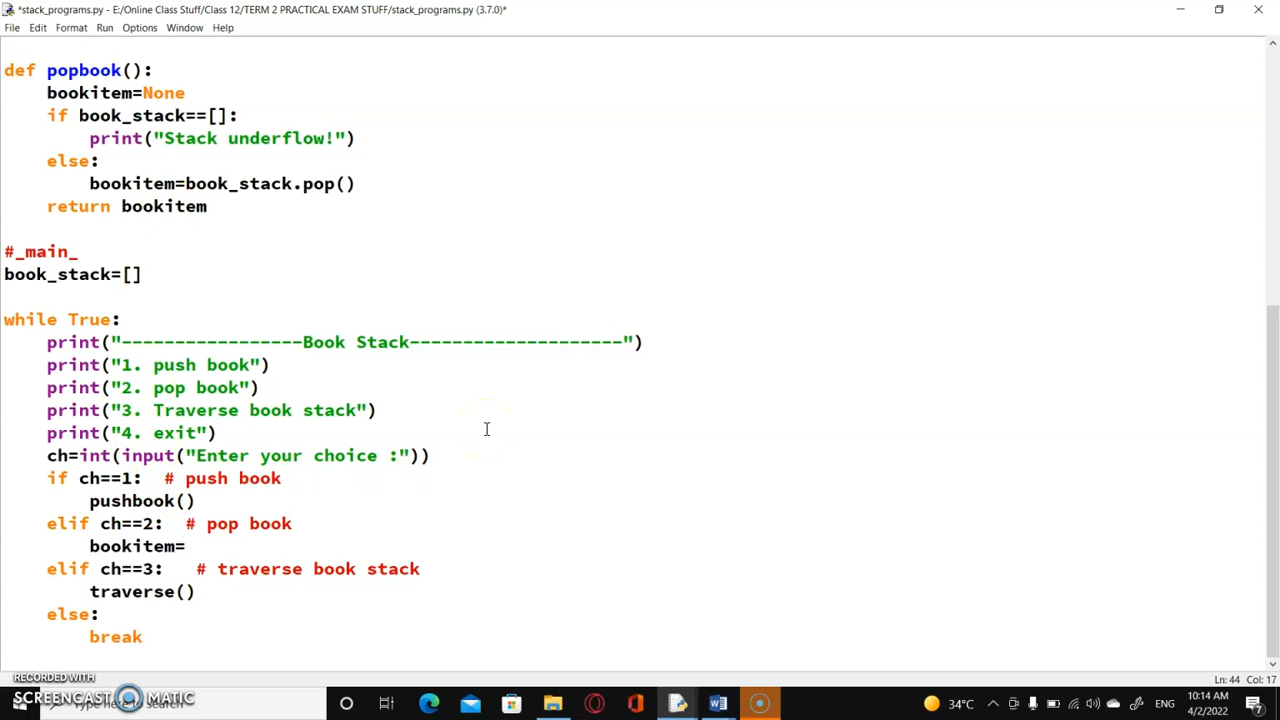 *stack_programs.py - E:/Online Class Stuff/Class 12/TERM 2 PRACTICAL EXAM STUFF/stack_programs.py (3.7.0)*
File Edit Format Run Options Window Help
def popbook():
    bookitem=None
    if book_stack==[]:
        print("Stack underflow!")
    else:
        bookitem=book_stack.pop()
    return bookitem
#_main_
book_stack=[]
while True:
    print("-----------------Book Stack--------------------")
    print("1. push book")
    print("2. pop book")
    print("3. Traverse book stack")
    print("4. exit")
    ch=int(input("Enter your choice :"))
    if ch==1:  # push book
        pushbook()
    elif ch==2:  # pop book
        bookitem=
    elif ch==3:   # traverse book stack
        traverse()
    else:
        break
Ln: 44 Col: 17
RECORDED WITH
SCREENCAST MATIC
Type here to search
34°C ENG
10:14 AM
4/2/2022
7